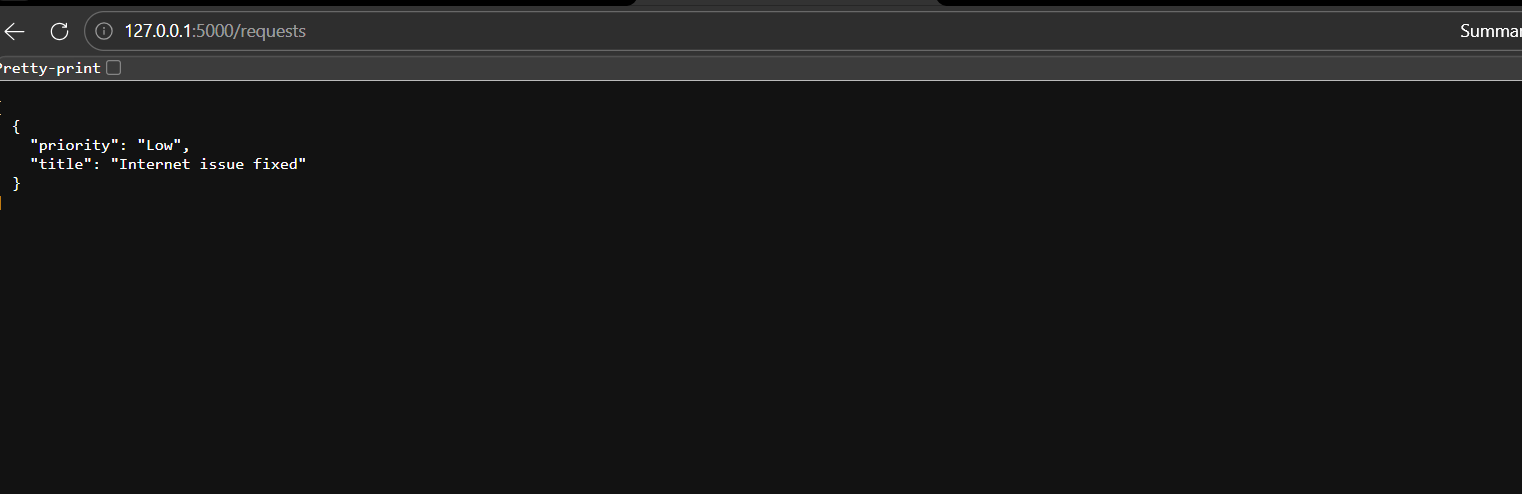 127.0.0.1:5000/requests
Summar
Pretty-print
[
{
"priority": "Low",
"title": "Internet issue fixed"
}
]